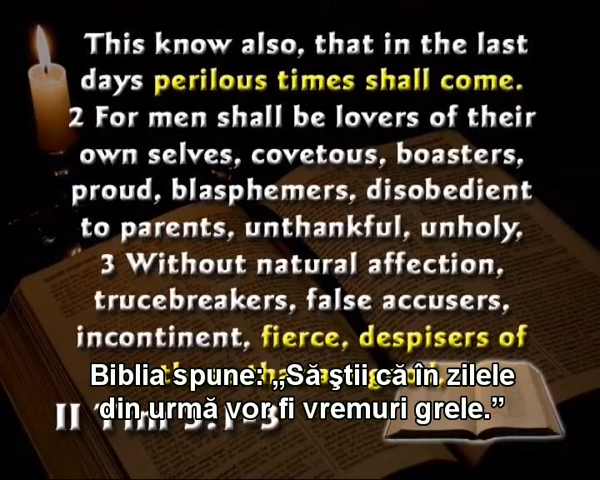 This know also, that in the last
days perilous times shall come.
2 For men shall be lovers of their
own selves, covetous, boasters,
proud, blasphemers, disobedient
to parents, unthankful, unholy,
3 Without natural affection,
trucebreakers, false accusers,
incontinent, fierce, despisers of
Biblia spune: „Să ştii că în zilele
din urmă vor fi vremuri grele.”
II Tim 3:1-3